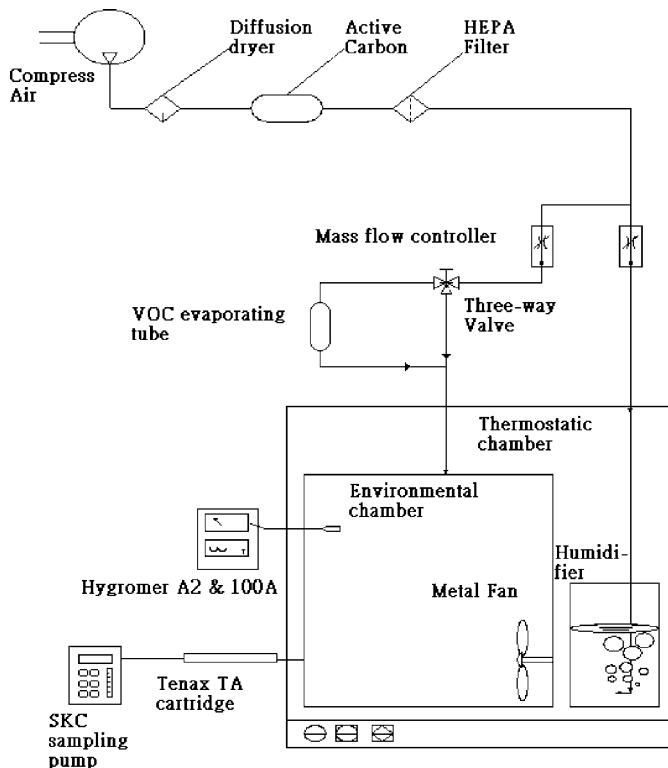 Diffusion
dryer
Active
Carbon
HEPA
Filter
Compress
Air
Mass flow controller
Three-way
Valve
VOC evaporating
tube
Thermostatic
chamber
Environmental
chamber
Humidi-
fier
Hygromer A2 & 100A
Metal Fan
Tenax TA
cartridge
SKC
sampling
pump